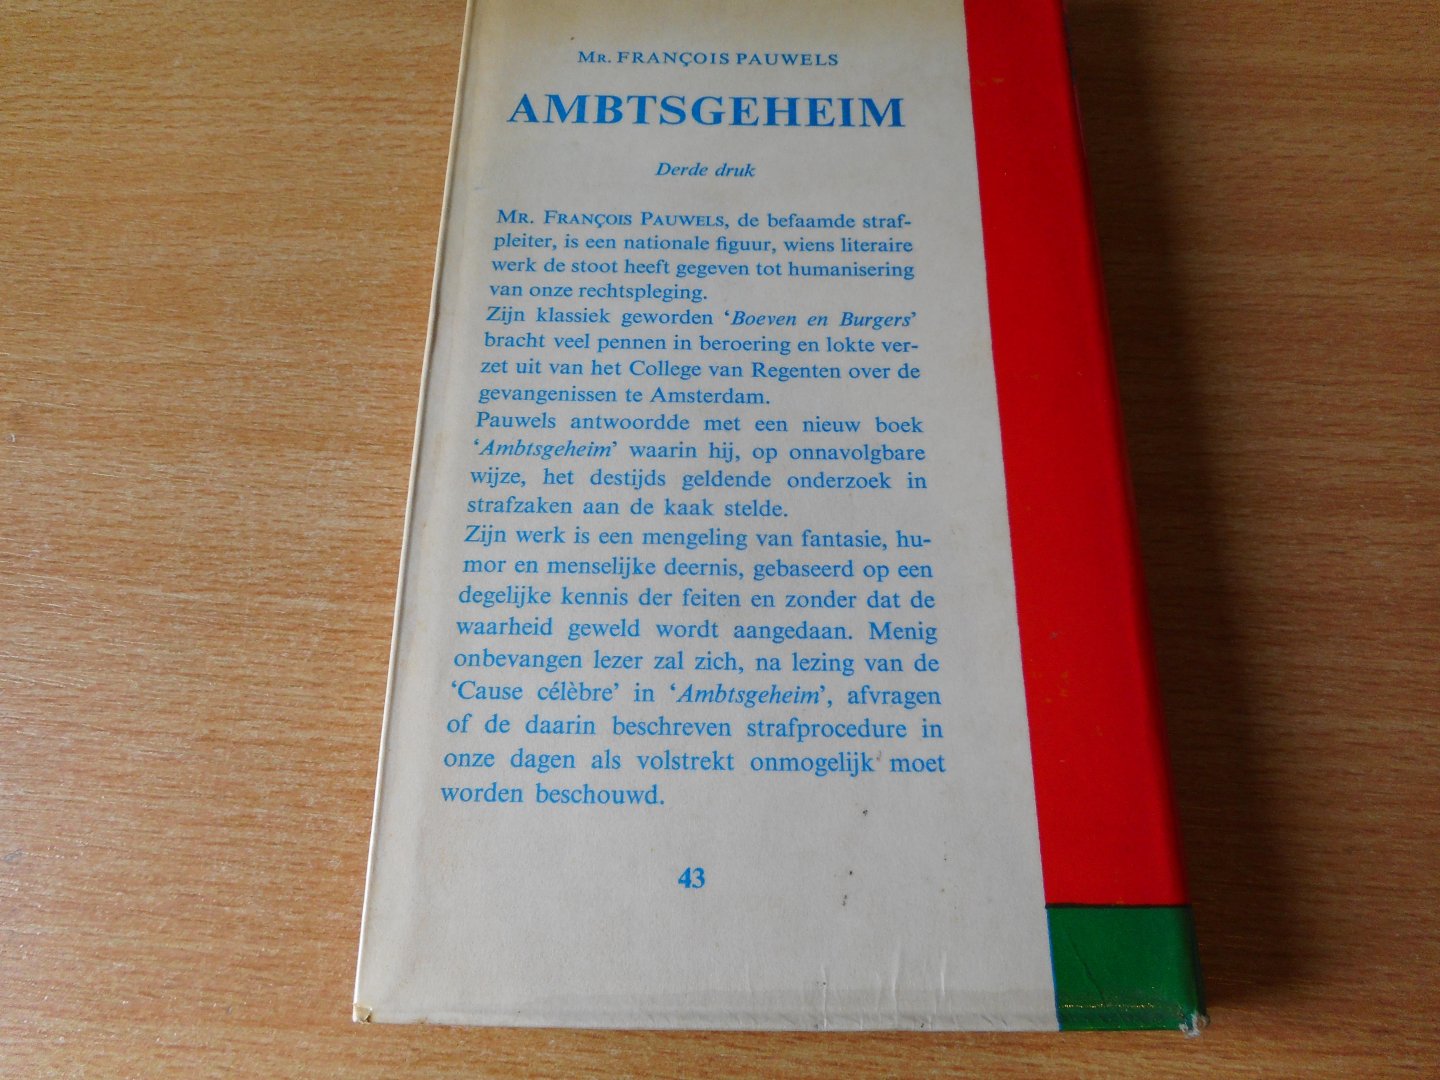 MR. FRANÇOIS PAUWELS
AMBTSGEHEIM
Derde druk
MR. FRANÇOIS PAUWELS, de befaamde straf-
pleiter, is een nationale figuur, wiens literaire
werk de stoot heeft gegeven tot humanisering
van onze rechtspleging.
Zijn klassiek geworden ‘Boeven en Burgers’
bracht veel pennen in beroering en lokte ver-
zet uit van het College van Regenten over de
gevangenissen te Amsterdam.
Pauwels antwoordde met een nieuw boek
‘Ambtsgeheim’ waarin hij, op onnavolgbare
wijze, het destijds geldende onderzoek in
strafzaken aan de kaak stelde.
Zijn werk is een mengeling van fantasie, hu-
mor en menselijke deernis, gebaseerd op een
degelijke kennis der feiten en zonder dat de
waarheid geweld wordt aangedaan. Menig
onbevangen lezer zal zich, na lezing van de
‘Cause célèbre’ in ‘Ambtsgeheim’, afvragen
of de daarin beschreven strafprocedure in
onze dagen als volstrekt onmogelijk moet
worden beschouwd.
43